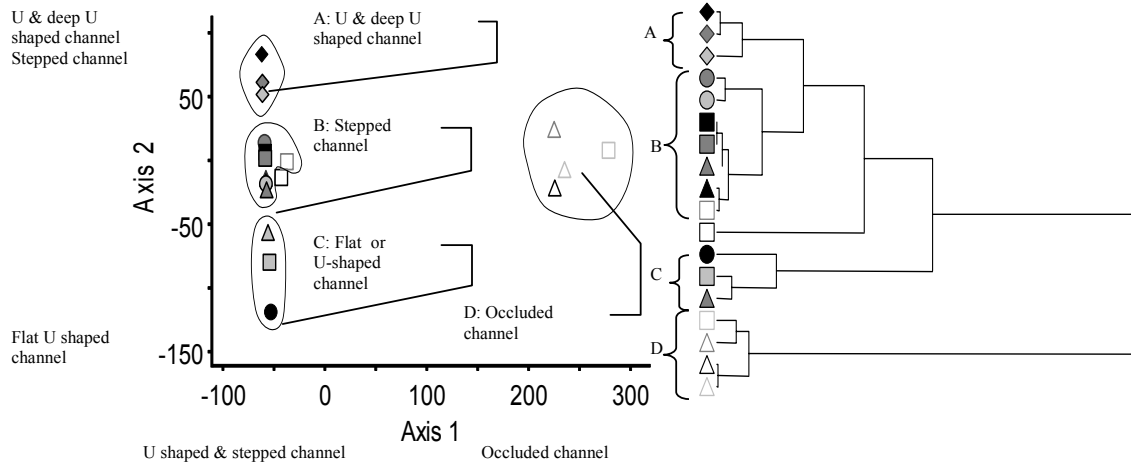 U & deep U
shaped channel
Stepped channel
A: U & deep U
shaped channel
50
B: Stepped
channel
Axis 2
-50
C: Flat or
U-shaped
channel
D: Occluded
channel
Flat U shaped
channel
-150
-100 0 100 200 300
Axis 1
U shaped & stepped channel
Occluded channel
A
B
C
D